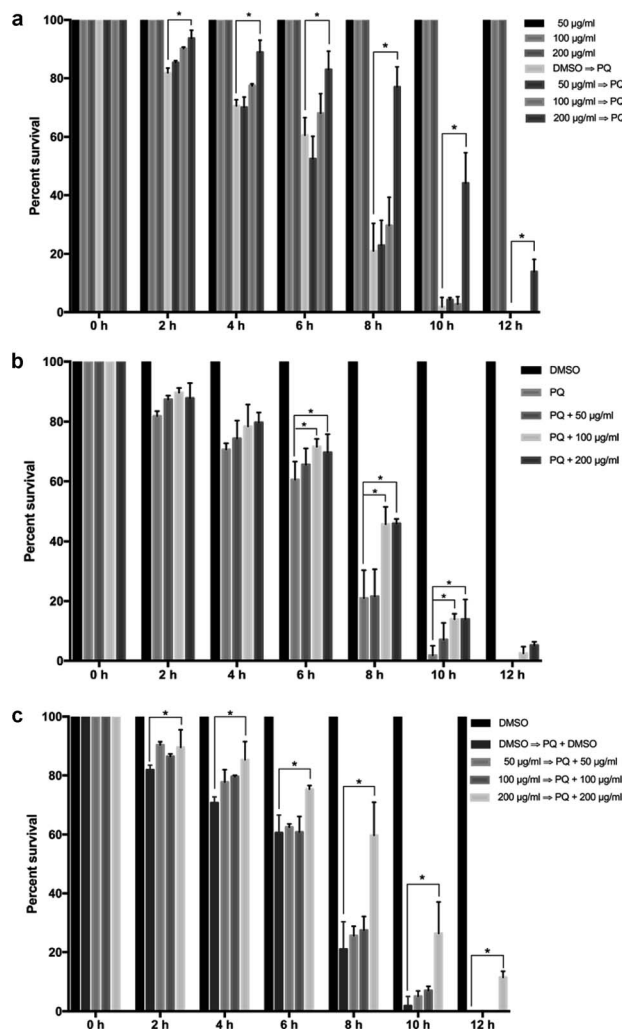 a
Percent survival
100
80
60
40
20
0
* * * * * *
0 h 2 h 4 h 6 h 8 h 10 h 12 h
50 µg/ml
100 µg/ml
200 µg/ml
DMSO ⇒ PQ
50 µg/ml ⇒ PQ
100 µg/ml ⇒ PQ
200 µg/ml ⇒ PQ
b
Percent survival
100
80
60
40
20
0
* * * * * *
0 h 2 h 4 h 6 h 8 h 10 h 12 h
DMSO
PQ
PQ + 50 µg/ml
PQ + 100 µg/ml
PQ + 200 µg/ml
c
Percent survival
100
80
60
40
20
0
* * * * * *
0 h 2 h 4 h 6 h 8 h 10 h 12 h
DMSO
DMSO ⇒ PQ + DMSO
50 µg/ml ⇒ PQ + 50 µg/ml
100 µg/ml ⇒ PQ + 100 µg/ml
200 µg/ml ⇒ PQ + 200 µg/ml